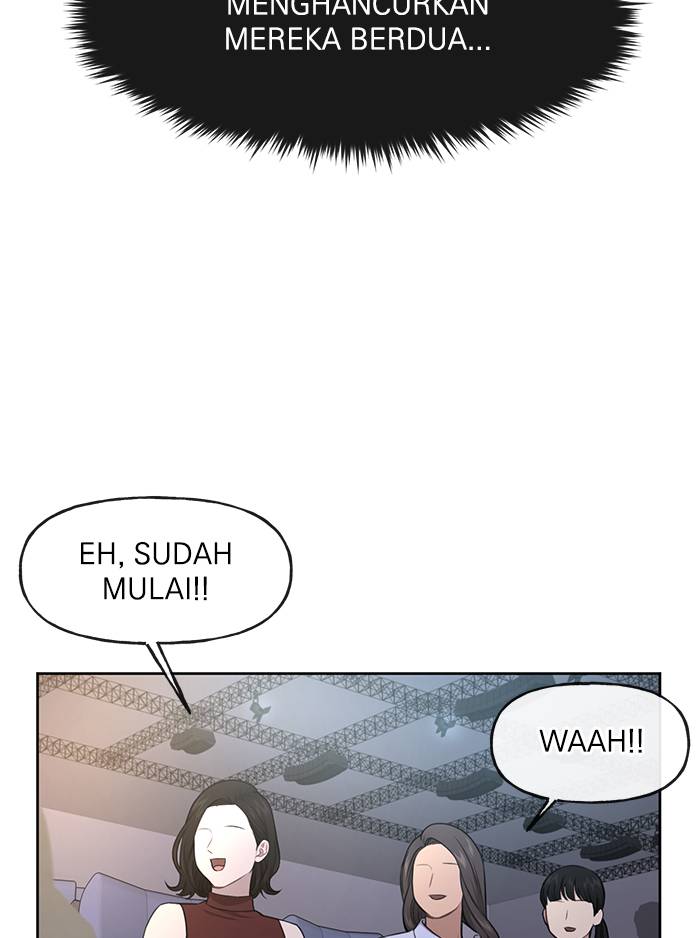 MENGHANCURKAN
MEREKA BERDUA...
EH, SUDAH
MULAI!!
WAAH!!